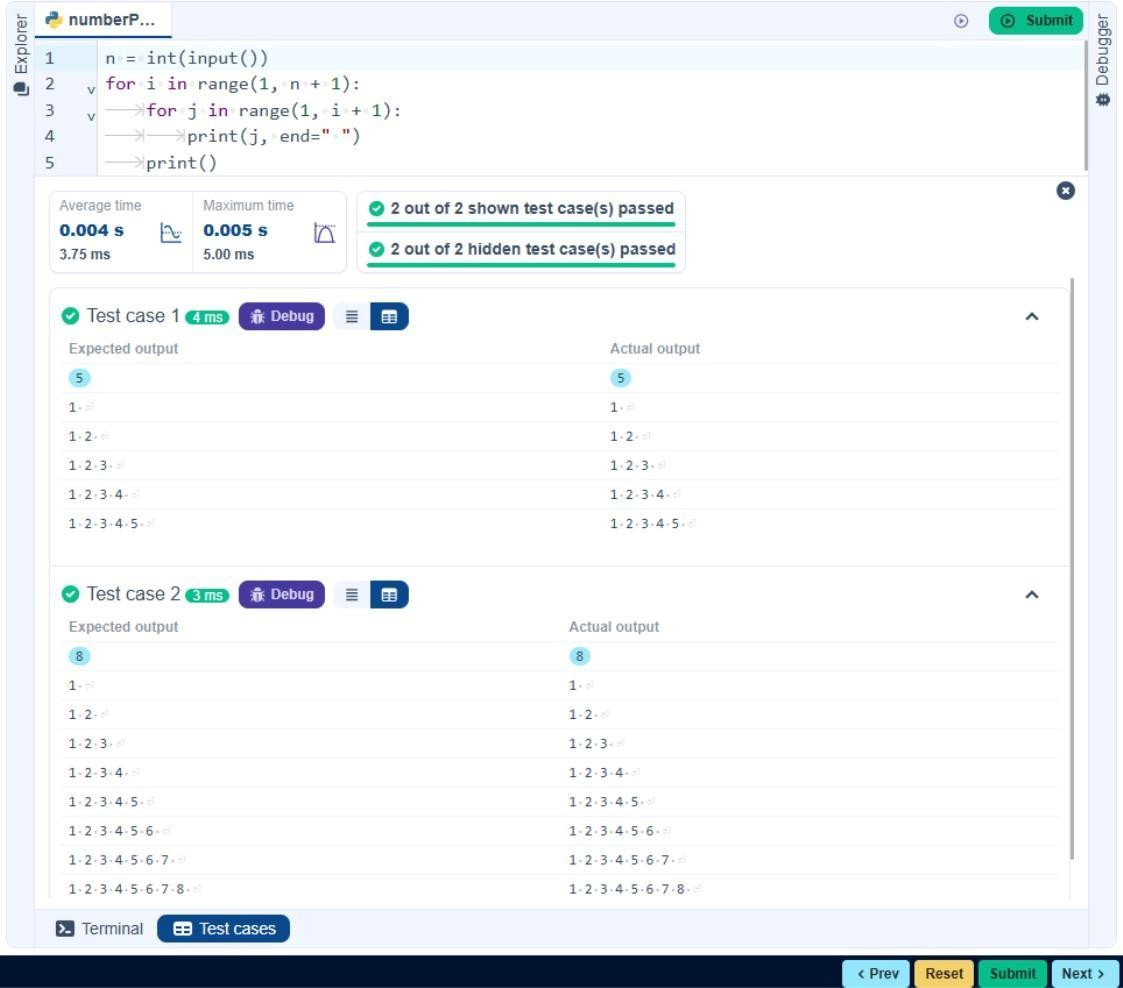 Explorer
numberP...
Submit
Debugger
1 n = int(input())
2 for i in range(1, n + 1):
3 for j in range(1, i + 1):
4 print(j, end=" ")
5 print()
Average time
0.004 s
3.75 ms
Maximum time
0.005 s
5.00 ms
2 out of 2 shown test case(s) passed
2 out of 2 hidden test case(s) passed
Test case 1 4 ms Debug
Expected output Actual output
5 5
1 1
1 2 1 2
1 2 3 1 2 3
1 2 3 4 1 2 3 4
1 2 3 4 5 1 2 3 4 5
Test case 2 3 ms Debug
Expected output Actual output
8 8
1 1
1 2 1 2
1 2 3 1 2 3
1 2 3 4 1 2 3 4
1 2 3 4 5 1 2 3 4 5
1 2 3 4 5 6 1 2 3 4 5 6
1 2 3 4 5 6 7 1 2 3 4 5 6 7
1 2 3 4 5 6 7 8 1 2 3 4 5 6 7 8
Terminal Test cases
< Prev Reset Submit Next >